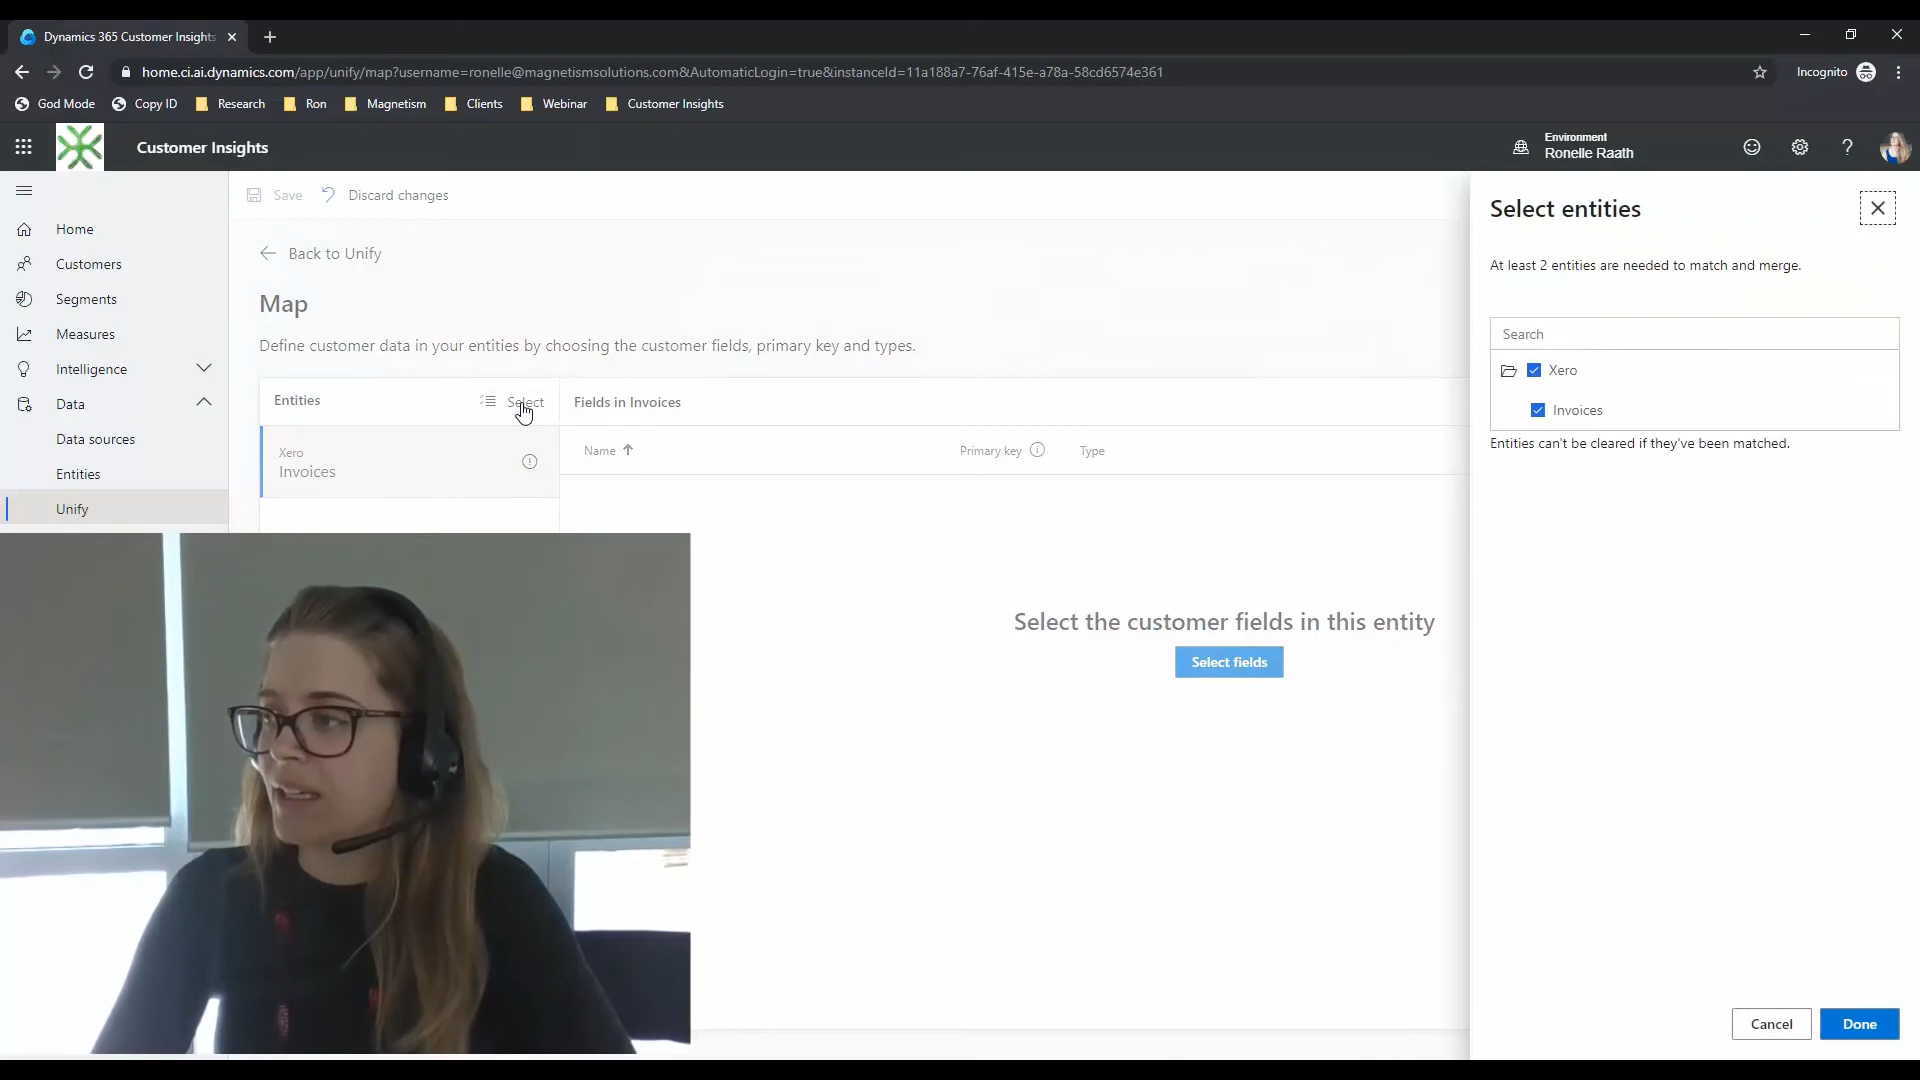 Dynamics 365 Customer Insights
home.ci.ai.dynamics.com/app/unify/map?username=ronelle@magnetismsolutions.com&AutomaticLogin=true&instanceId=11a188a7-76af-415e-a78a-58cd6574e361
Incognito
God Mode
Copy ID
Research
Ron
Magnetism
Clients
Webinar
Customer Insights
Customer Insights
Environment
Ronelle Raath
Home
Customers
Segments
Measures
Intelligence
Data
Data sources
Entities
Unify
Save
Discard changes
Back to Unify
Map
Define customer data in your entities by choosing the customer fields, primary key and types.
Entities
Select
Xero
Invoices
Fields in Invoices
Name
Primary key
Type
Select the customer fields in this entity
Select fields
Select entities
At least 2 entities are needed to match and merge.
Search
Xero
Invoices
Entities can't be cleared if they've been matched.
Cancel
Done